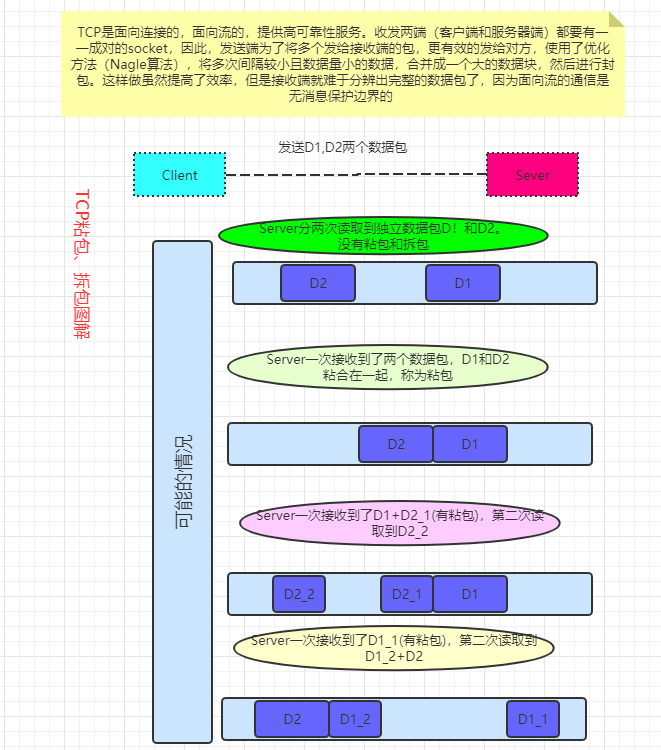 TCP是面向连接的，面向流的，提供高可靠性服务。收发两端（客户端和服务器端）都要有一
一成对的socket，因此，发送端为了将多个发给接收端的包，更有效的发给对方，使用了优化
方法（Nagle算法），将多次间隔较小且数据量小的数据，合并成一个大的数据块，然后进行封
包。这样做虽然提高了效率，但是接收端就难于分辨出完整的数据包了，因为面向流的通信是
无消息保护边界的
发送D1,D2两个数据包
Client
Sever
TCP粘包、拆包图解
可能的情况
Server分两次读取到独立数据包D！和D2。
没有粘包和拆包
D2
D1
Server一次接收到了两个数据包，D1和D2
粘合在一起，称为粘包
D2
D1
Server一次接收到了D1+D2_1(有粘包)，第二次读
取到D2_2
D2_2
D2_1
D1
Server一次接收到了D1_1(有粘包)，第二次读取到
D1_2+D2
D2
D1_2
D1_1